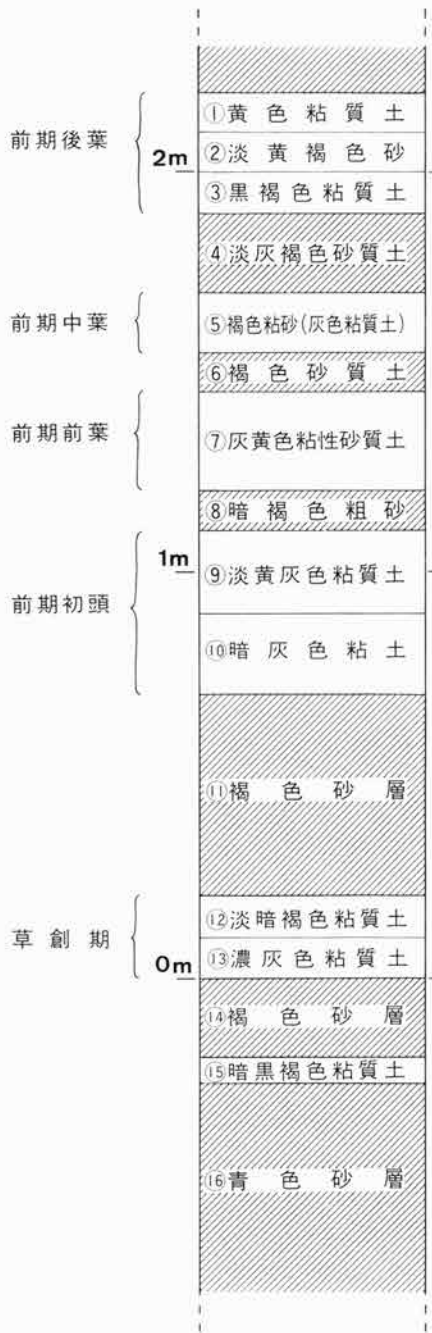 ①黄色粘質土
前期後葉
②淡黄褐色砂
2m
③黒褐色粘質土
④淡灰褐色砂質土
前期中葉
⑤褐色粘砂(灰色粘質土)
⑥褐色砂質土
前期前葉
⑦灰黄色粘性砂質土
⑧暗褐色粗砂
1m
⑨淡黄灰色粘質土
前期初頭
⑩暗灰色粘土
⑪褐色砂層
⑫淡暗褐色粘質土
草創期
⑬濃灰色粘質土
0m
⑭褐色砂層
⑮暗黒褐色粘質土
⑯青色砂層